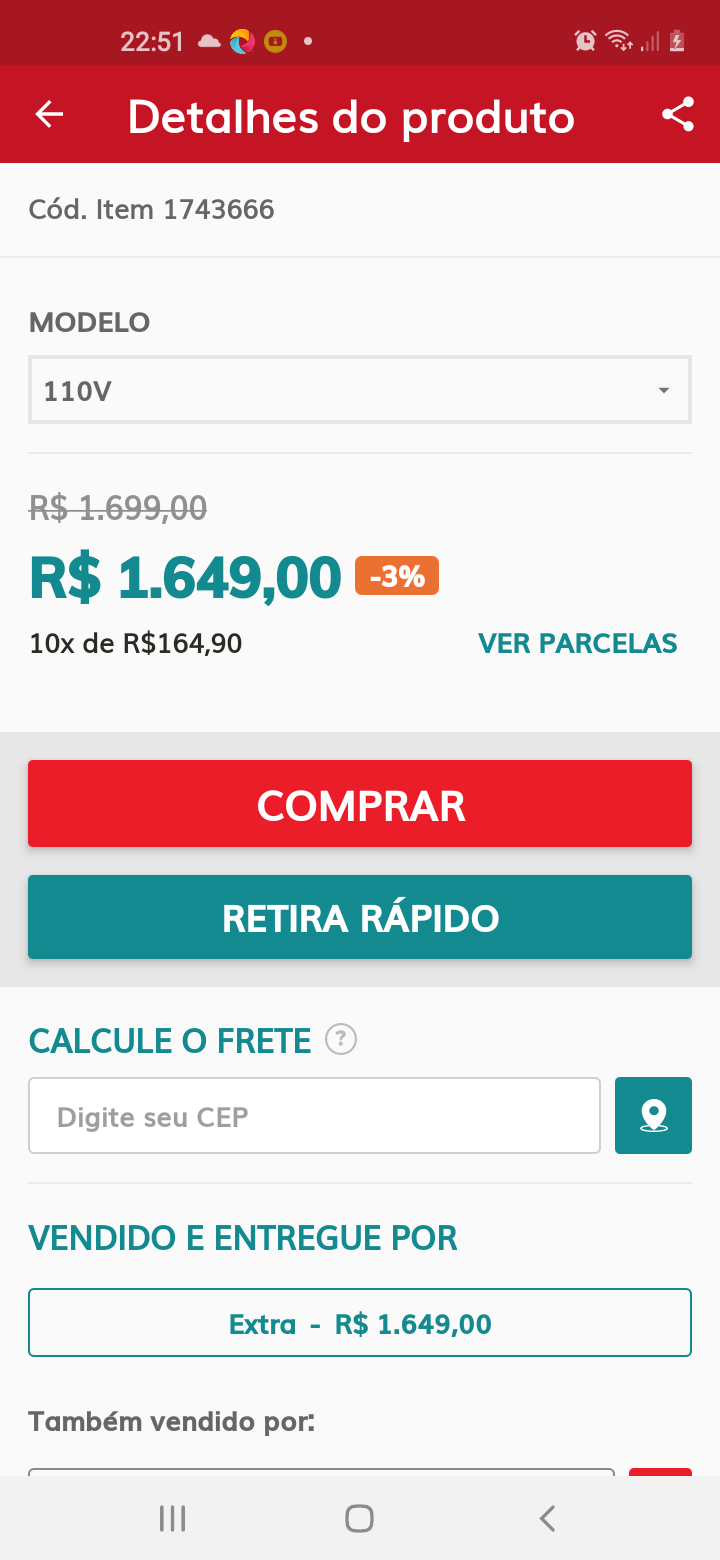 22:51
Detalhes do produto
Cód. Item 1743666
MODELO
110V
R$ 1.699,00
R$ 1.649,00 -3%
10x de R$164,90 VER PARCELAS
COMPRAR
RETIRA RÁPIDO
CALCULE O FRETE ?
Digite seu CEP
VENDIDO E ENTREGUE POR
Extra - R$ 1.649,00
Também vendido por: